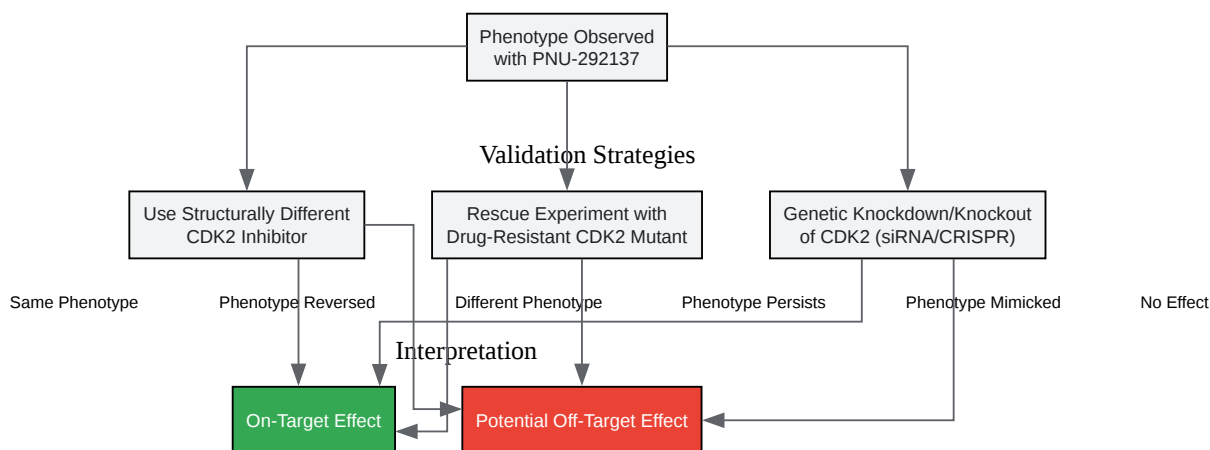 Phenotype Observed
with PNU-292137
Validation Strategies
Use Structurally Different
CDK2 Inhibitor
Rescue Experiment with
Drug-Resistant CDK2 Mutant
Genetic Knockdown/Knockout
of CDK2 (siRNA/CRISPR)
Same Phenotype
Phenotype Reversed
Different Phenotype
Phenotype Persists
Phenotype Mimicked
No Effect
Interpretation
On-Target Effect
Potential Off-Target Effect